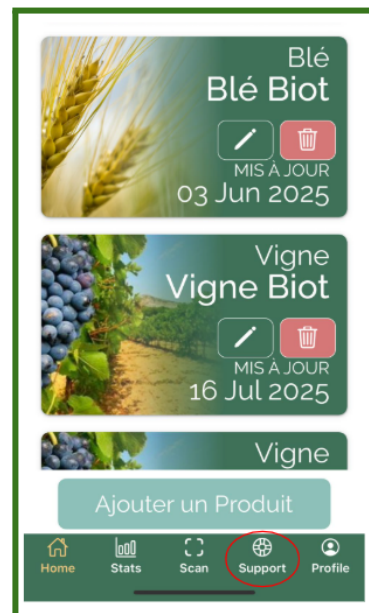 Blé
Blé Biot
MIS À JOUR
03 Jun 2025
Vigne
Vigne Biot
MIS À JOUR
16 Jul 2025
Vigne
Ajouter un Produit
Home Stats Scan Support Profile